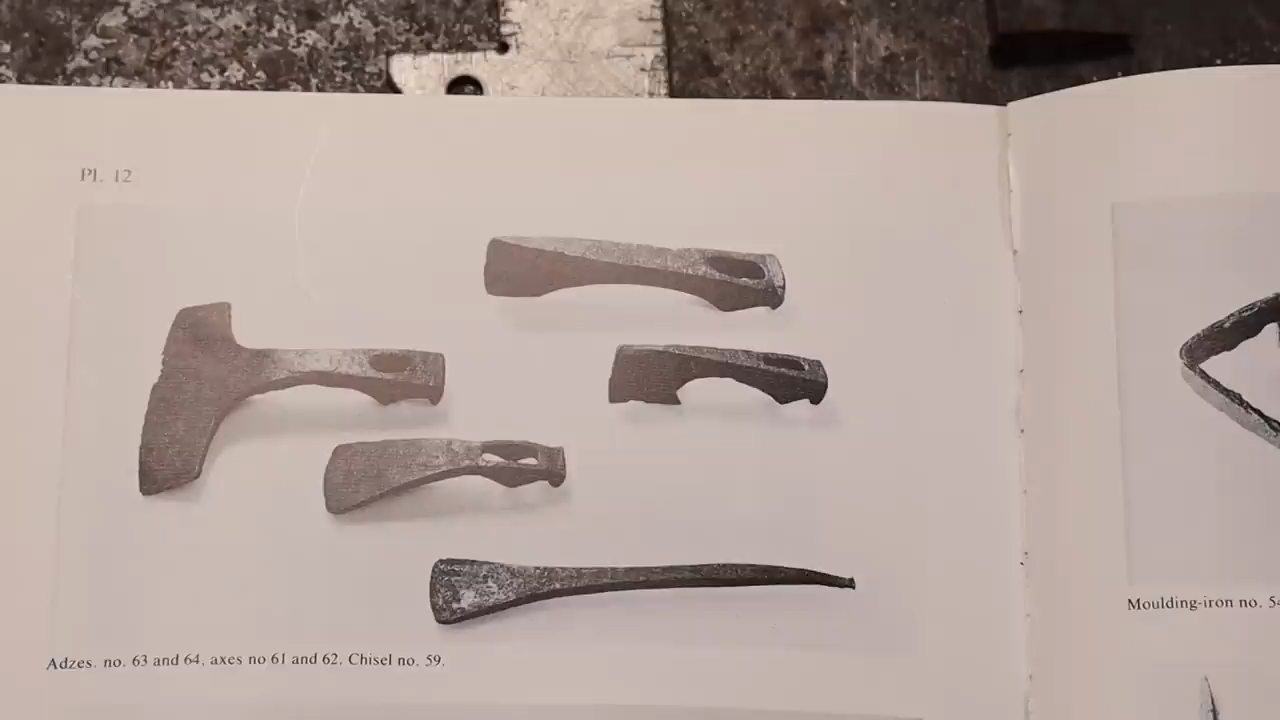 Pl. 12
Adzes. no. 63 and 64, axes no 61 and 62. Chisel no. 59.
Moulding-iron no.